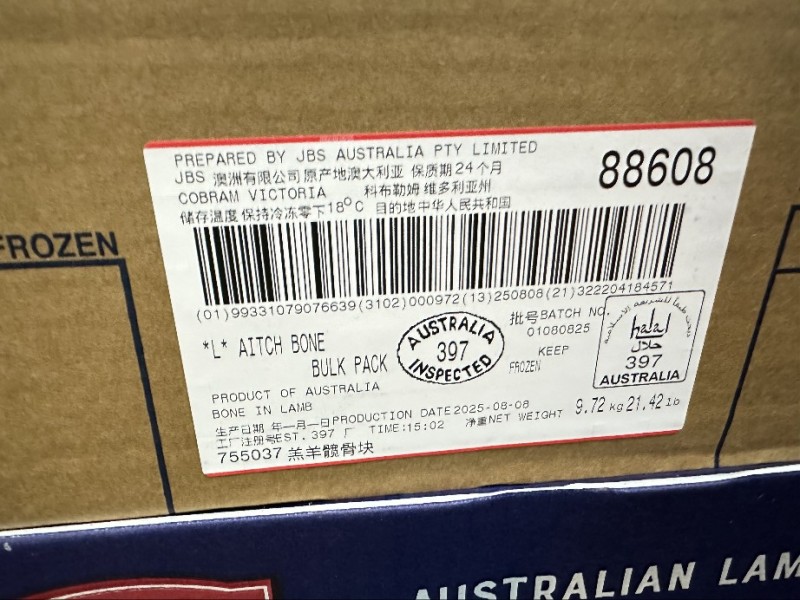 PREPARED BY JBS AUSTRALIA PTY LIMITED
JBS 澳洲有限公司原产地澳大利亚 保质期24个月
COBRAM VICTORIA 科布勒姆 维多利亚州
储存温度 保持冷冻零下18°C 目的地中华人民共和国
88608
FROZEN
(01)99331079076639(3102)000972(13)250808(21)322204184571
*L* AITCH BONE
BULK PACK
AUSTRALIA
397
INSPECTED
批号BATCH NO.
01080825
KEEP
FROZEN
halal
حلال
397
AUSTRALIA
PRODUCT OF AUSTRALIA
BONE IN LAMB
生产日期 年—月—日PRODUCTION DATE2025-08-08
工厂注册号EST. 397 厂 TIME:15:02 净重NET WEIGHT 9.72 kg 21.42 lb
755037 羔羊髋骨块
AUSTRALIAN LAM